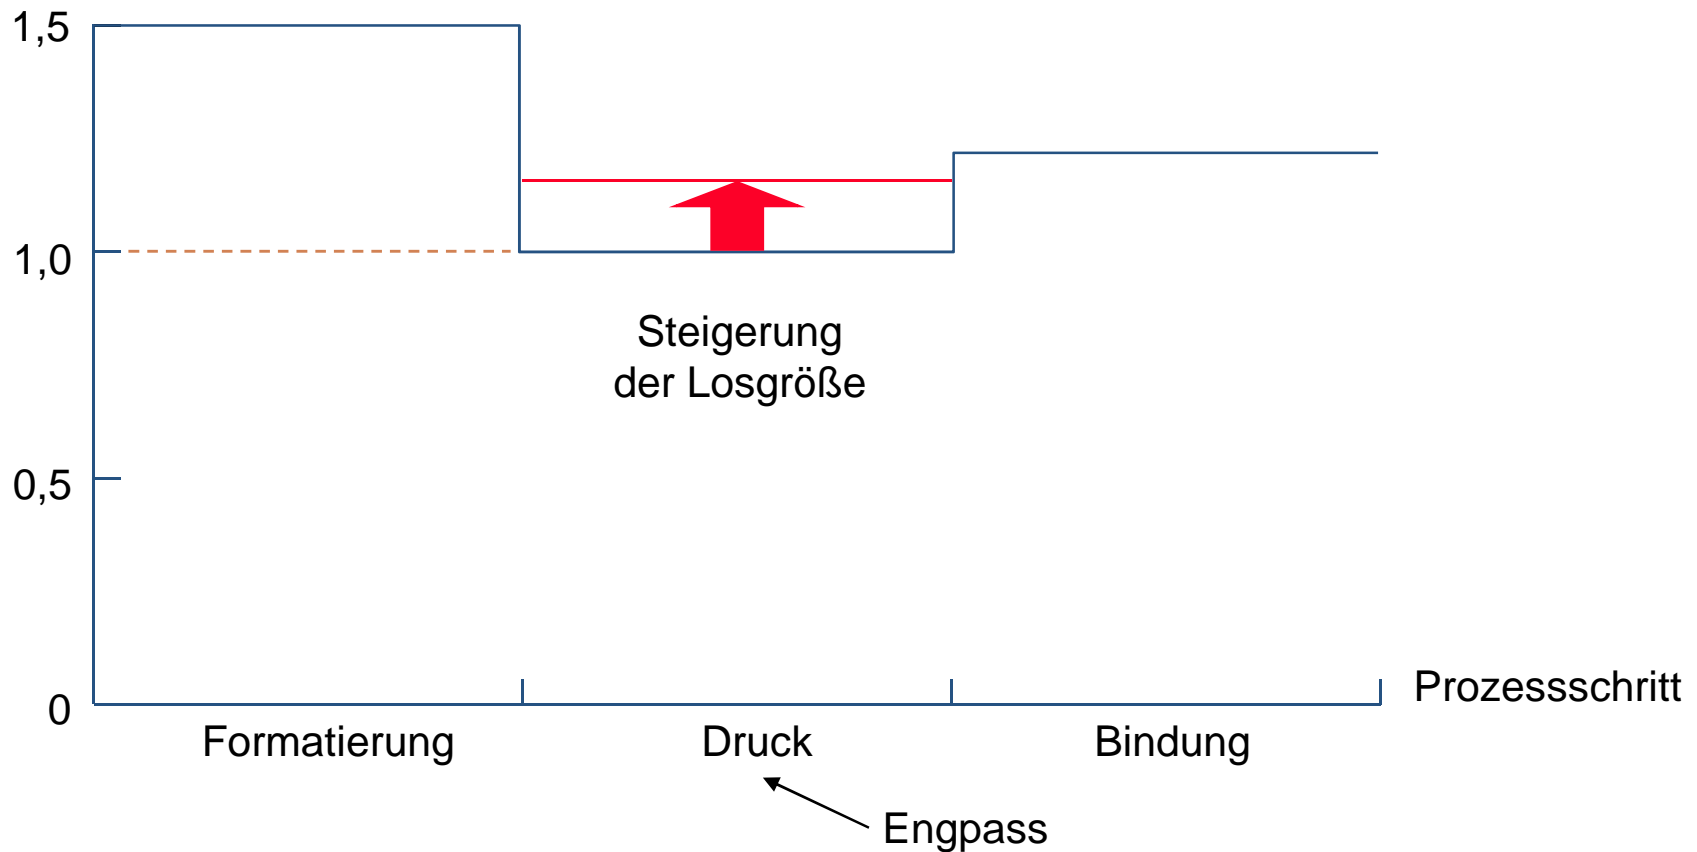 1,5
1,0
Steigerung
der Losgröße
0,5
0
Prozessschritt
Formatierung
Druck
Bindung
Engpass